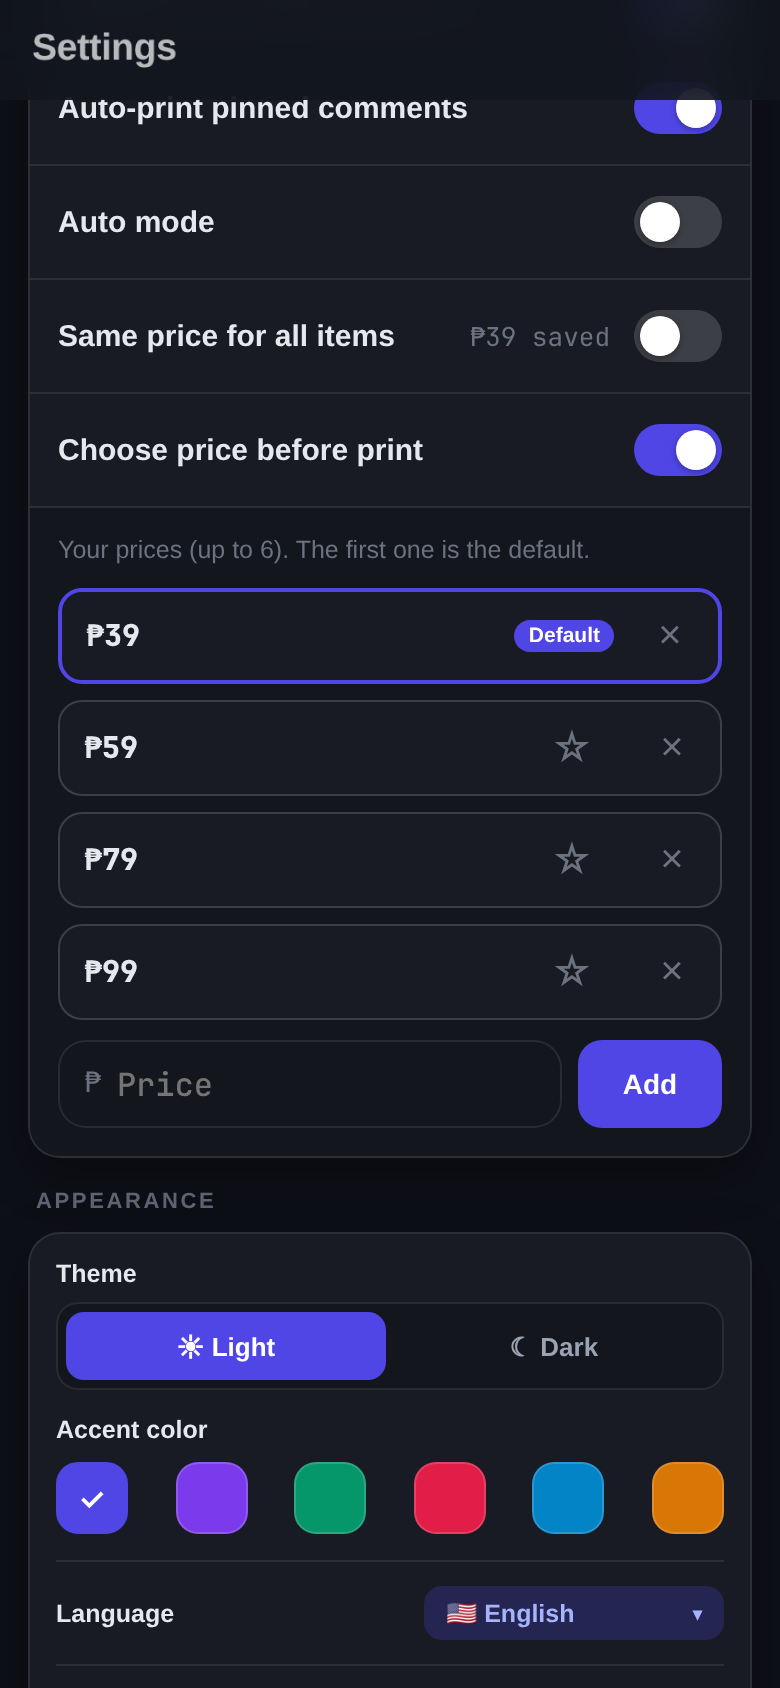 Settings
Auto-print pinned comments
Auto mode
Same price for all items ₱39 saved
Choose price before print
Your prices (up to 6). The first one is the default.
₱39 Default ✕
₱59 ☆ ✕
₱79 ☆ ✕
₱99 ☆ ✕
₱ Price Add
APPEARANCE
Theme
☀ Light ☾ Dark
Accent color
Language 🇺🇸 English ▾